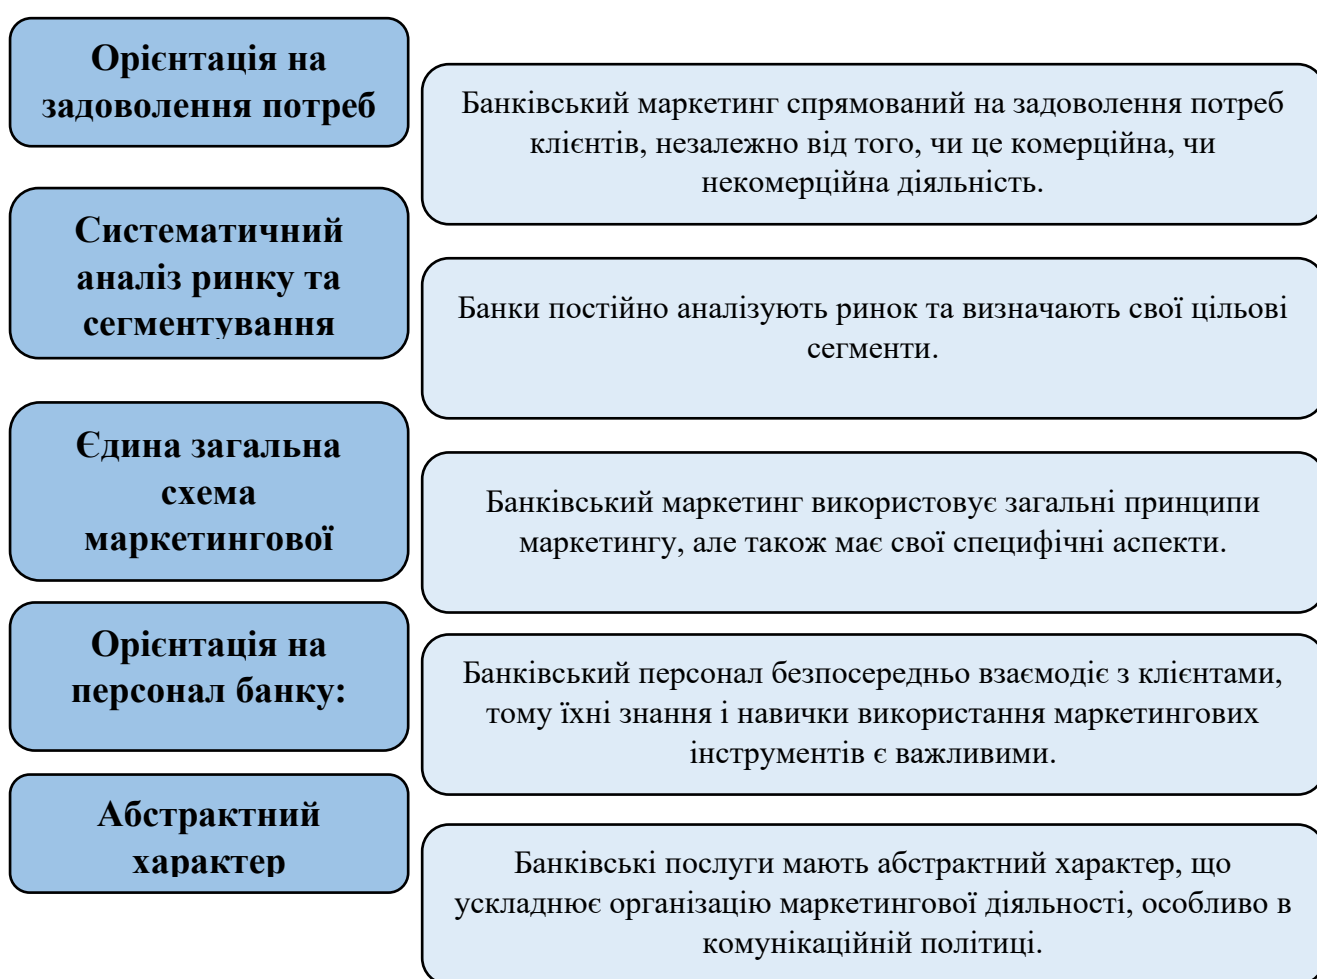 Орієнтація на
задоволення потреб
Банківський маркетинг спрямований на задоволення потреб
клієнтів, незалежно від того, чи це комерційна, чи
некомерційна діяльність.
Систематичний
аналіз ринку та
сегментування
Банки постійно аналізують ринок та визначають свої цільові
сегменти.
Єдина загальна
схема
маркетингової
Банківський маркетинг використовує загальні принципи
маркетингу, але також має свої специфічні аспекти.
Орієнтація на
персонал банку:
Банківський персонал безпосередньо взаємодіє з клієнтами,
тому їхні знання і навички використання маркетингових
інструментів є важливими.
Абстрактний
характер
Банківські послуги мають абстрактний характер, що
ускладнює організацію маркетингової діяльності, особливо в
комунікаційній політиці.